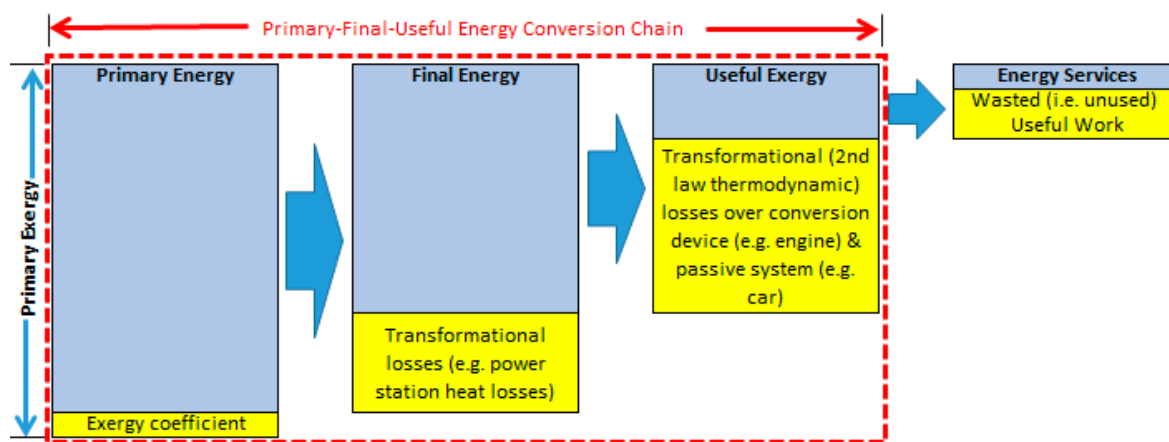 Primary-Final-Useful Energy Conversion Chain
Primary Exergy
Primary Energy
Exergy coefficient
Final Energy
Transformational
losses (e.g. power
station heat losses)
Useful Exergy
Transformational (2nd
law thermodynamic)
losses over conversion
device (e.g. engine) &
passive system (e.g.
car)
Energy Services
Wasted (i.e. unused)
Useful Work